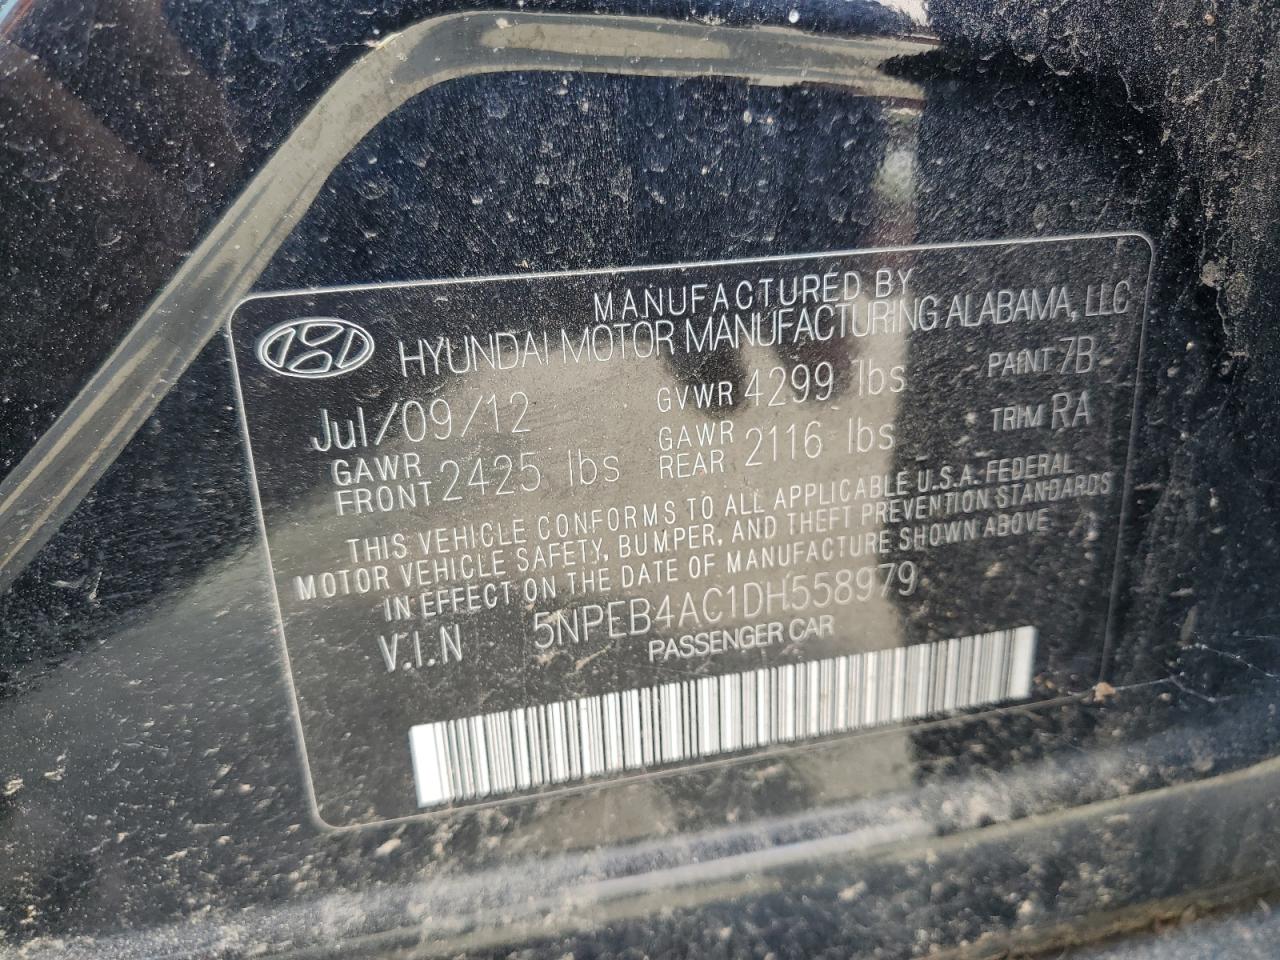 MANUFACTURED BY
HYUNDAI MOTOR MANUFACTURING ALABAMA, LLC
Jul/09/12 GVWR 4299 lbs PAINT 7B
GAWR FRONT 2425 lbs GAWR REAR 2116 lbs TRIM RA
THIS VEHICLE CONFORMS TO ALL APPLICABLE U.S.A. FEDERAL
MOTOR VEHICLE SAFETY, BUMPER, AND THEFT PREVENTION STANDARDS
IN EFFECT ON THE DATE OF MANUFACTURE SHOWN ABOVE
V.I.N 5NPEB4AC1DH558979
PASSENGER CAR